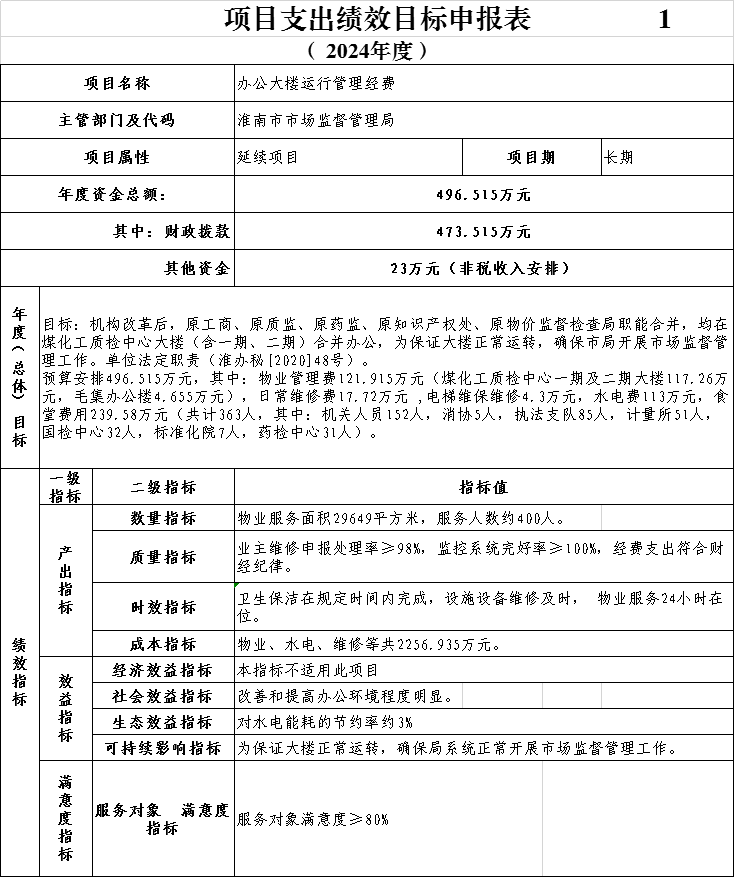 项目支出绩效目标申报表 1
（ 2024年度 ）
项目名称 办公大楼运行管理经费
主管部门及代码 淮南市市场监督管理局
项目属性 延续项目 项目期 长期
年度资金总额： 496.515万元
其中：财政拨款 473.515万元
其他资金 23万元（非税收入安排）
年度（总体）目标
目标：机构改革后，原工商、原质监、原药监、原知识产权处、原物价监督检查局职能合并，均在
煤化工质检中心大楼（含一期、二期）合并办公，为保证大楼正常运转，确保市局开展市场监督管
理工作。单位法定职责（淮办秘[2020]48号）。
预算安排496.515万元，其中：物业管理费121.915万元（煤化工质检中心一期及二期大楼117.26万
元，毛集办公楼4.655万元），日常维修费17.72万元 ,电梯维保维修4.3万元，水电费113万元，食
堂费用239.58万元（共计363人，其中：机关人员152人，消协5人，执法支队85人，计量所51人，
国检中心32人，标准化院7人，药检中心31人）。
绩效指标
一级指标 二级指标 指标值
产出指标
数量指标 物业服务面积29649平方米，服务人数约400人。
质量指标 业主维修申报处理率≥98%，监控系统完好率≥100%，经费支出符合财
经纪律。
时效指标 卫生保洁在规定时间内完成，设施设备维修及时， 物业服务24小时在
位。
成本指标 物业、水电、维修等共2256.935万元。
效益指标
经济效益指标 本指标不适用此项目
社会效益指标 改善和提高办公环境程度明显。
生态效益指标 对水电能耗的节约率约3%
可持续影响指标 为保证大楼正常运转，确保局系统正常开展市场监督管理工作。
满意度指标
服务对象 满意度
指标
服务对象满意度≥80%